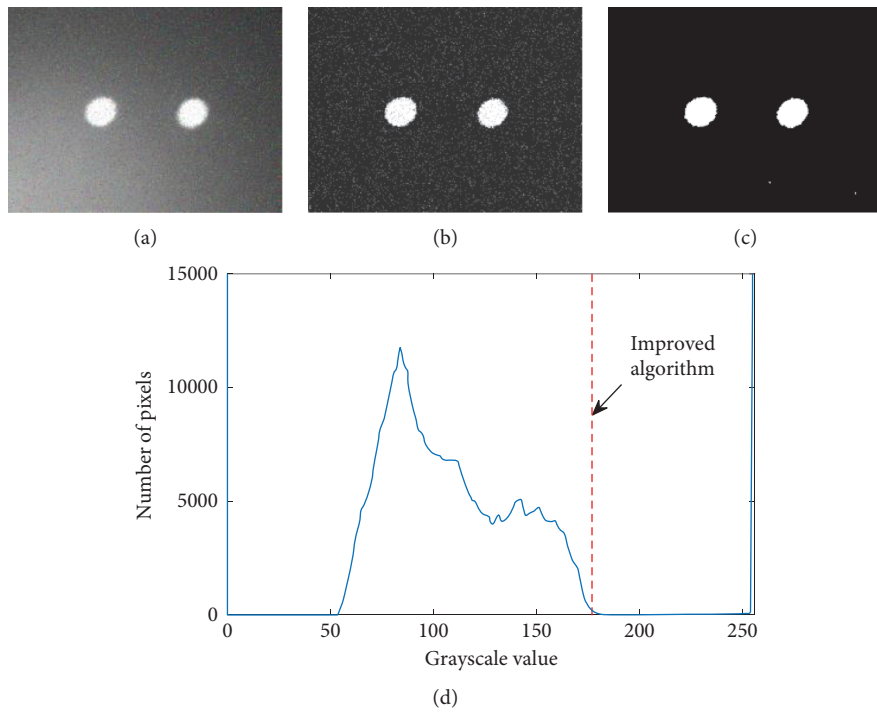 (a)
(b)
(c)
15000
10000
5000
0
Number of pixels
Improved
algorithm
0
50
100
150
200
250
Grayscale value
(d)